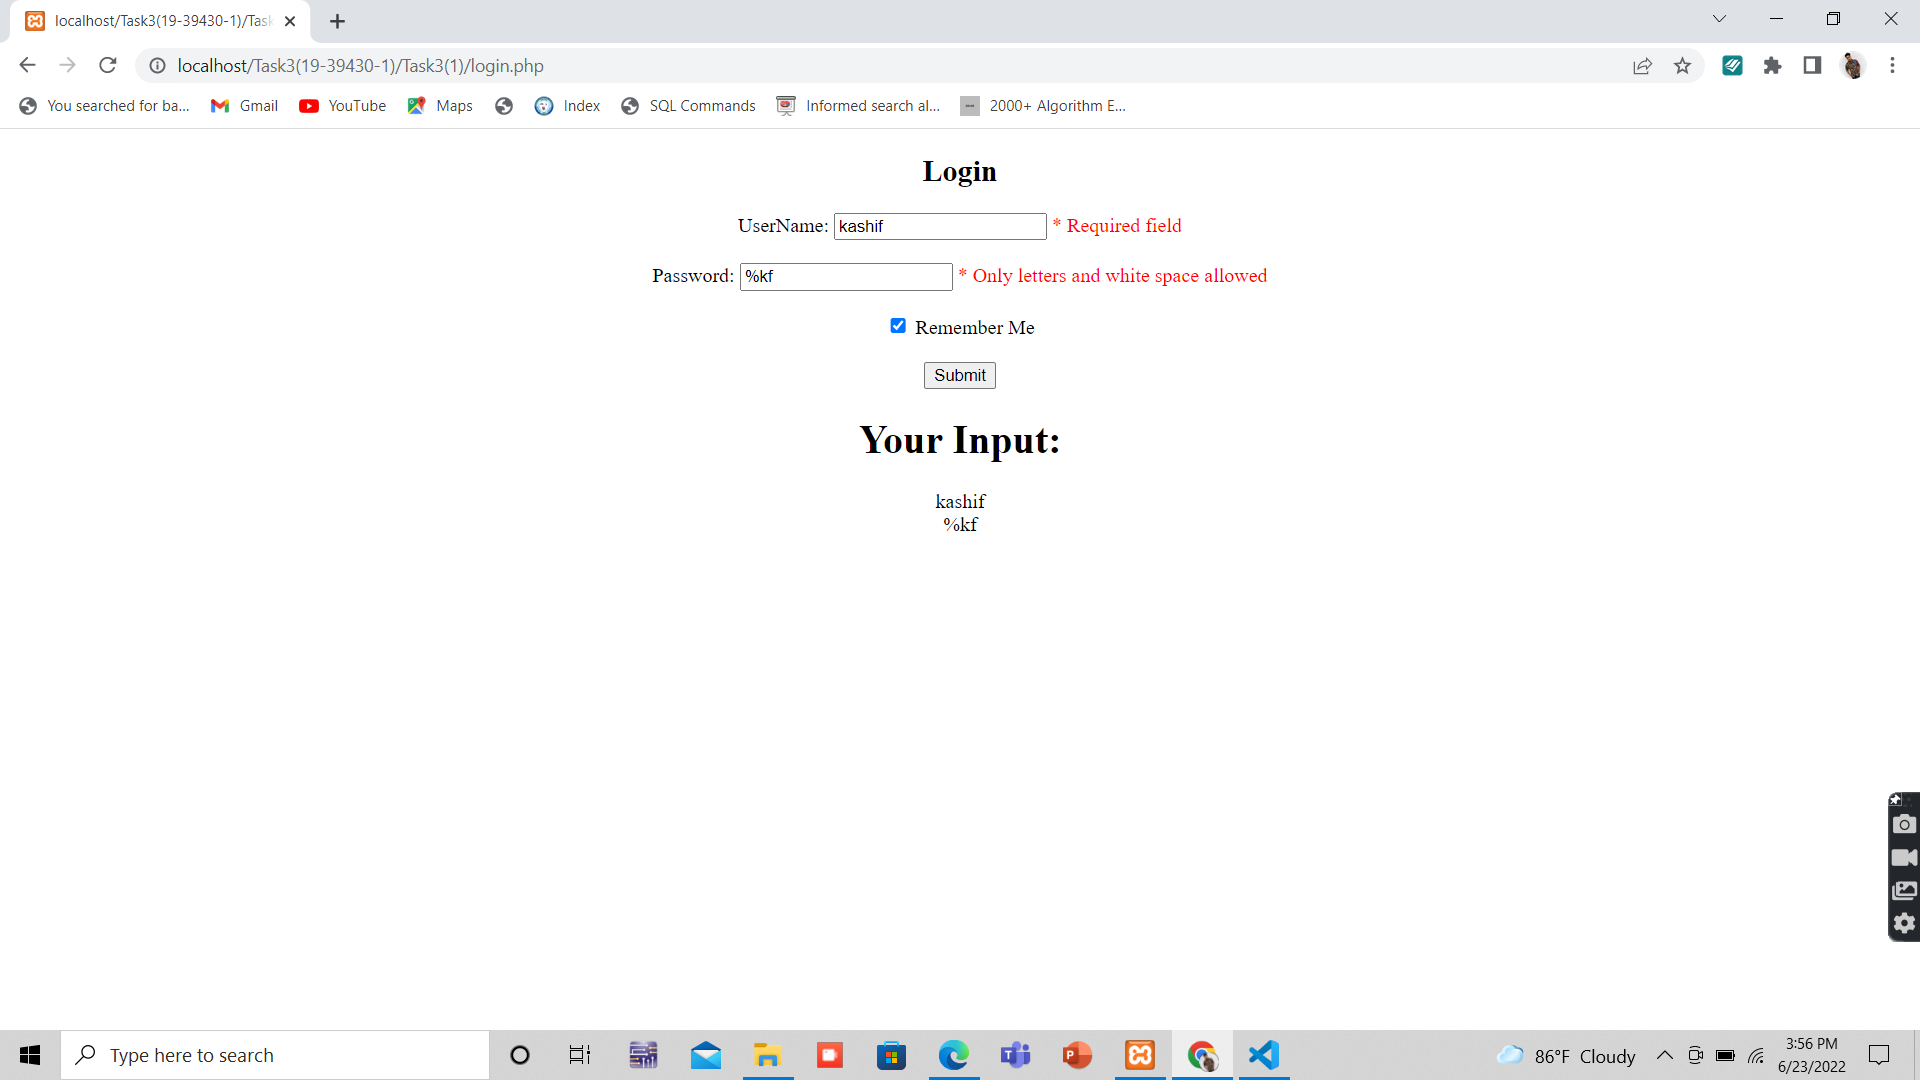 localhost/Task3(19-39430-1)/Task
localhost/Task3(19-39430-1)/Task3(1)/login.php
You searched for ba... Gmail YouTube Maps Index SQL Commands Informed search al... 2000+ Algorithm E...
Login
UserName: kashif * Required field
Password: %kf * Only letters and white space allowed
Remember Me
Submit
Your Input:
kashif
%kf
Type here to search
86°F Cloudy
3:56 PM
6/23/2022